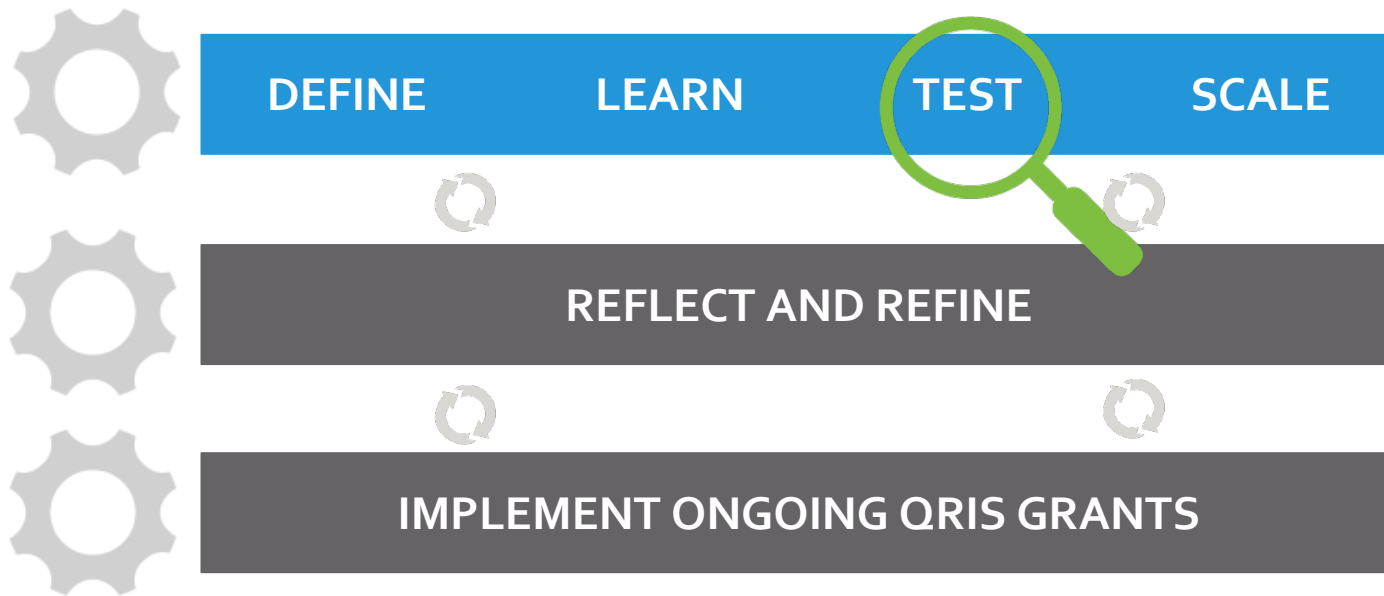 DEFINE LEARN TEST SCALE
REFLECT AND REFINE
IMPLEMENT ONGOING QRIS GRANTS